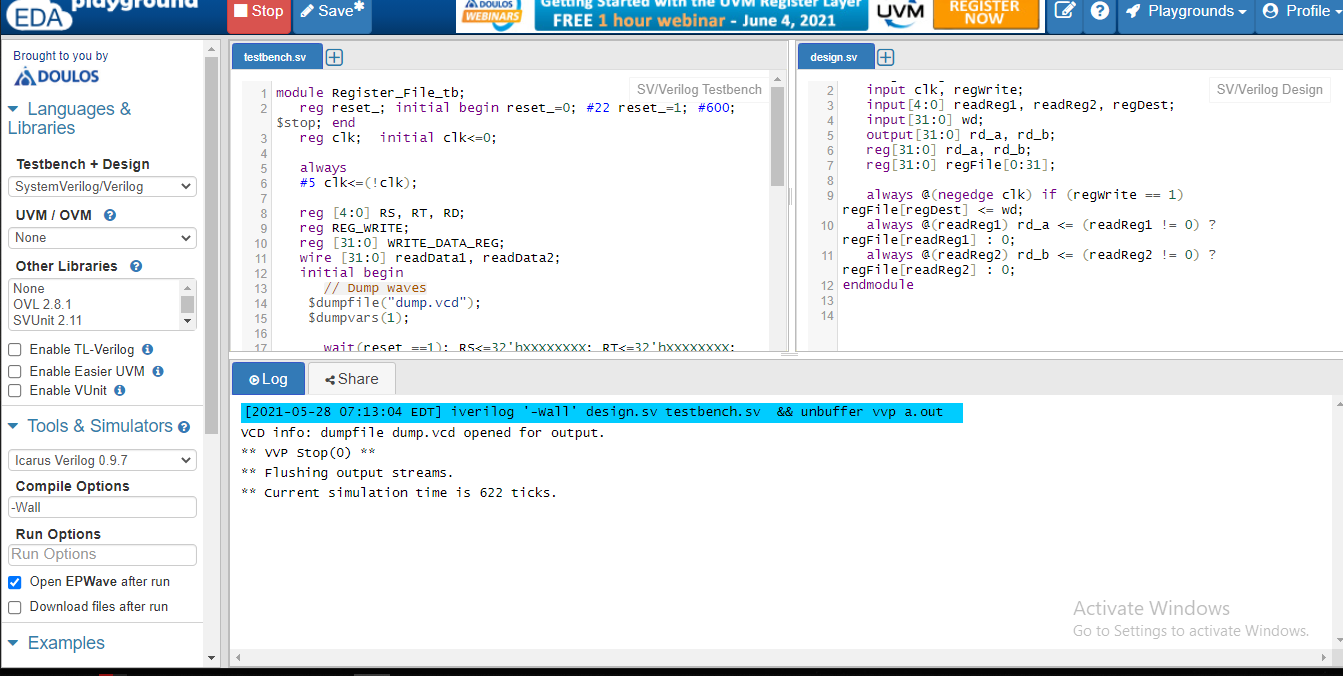 EDA playground
Stop
Save*
DOULOS
WEBINARS
Getting Started with the UVM Register Layer
FREE 1 hour webinar - June 4, 2021
UVM
REGISTER
NOW
?
Playgrounds
Profile
Brought to you by
DOULOS
Languages &
Libraries
Testbench + Design
SystemVerilog/Verilog
UVM / OVM
None
Other Libraries
None
OVL 2.8.1
SVUnit 2.11
Enable TL-Verilog
Enable Easier UVM
Enable VUnit
Tools & Simulators
Icarus Verilog 0.9.7
Compile Options
-Wall
Run Options
Run Options
Open EPWave after run
Download files after run
Examples
testbench.sv
SV/Verilog Testbench
1 module Register_File_tb;
2 reg reset_; initial begin reset_=0; #22 reset_=1; #600;
$stop; end
3 reg clk; initial clk<=0;
4
5 always
6 #5 clk<=(!clk);
7
8 reg [4:0] RS, RT, RD;
9 reg REG_WRITE;
10 reg [31:0] WRITE_DATA_REG;
11 wire [31:0] readData1, readData2;
12 initial begin
13 // Dump waves
14 $dumpfile("dump.vcd");
15 $dumpvars(1);
16
17 wait(reset_==1); RS<=32'hXXXXXXXX; RT<=32'hXXXXXXXX;
design.sv
SV/Verilog Design
2 input clk, regWrite;
3 input[4:0] readReg1, readReg2, regDest;
4 input[31:0] wd;
5 output[31:0] rd_a, rd_b;
6 reg[31:0] rd_a, rd_b;
7 reg[31:0] regFile[0:31];
8
9 always @(negedge clk) if (regWrite == 1)
regFile[regDest] <= wd;
10 always @(readReg1) rd_a <= (readReg1 != 0) ?
regFile[readReg1] : 0;
11 always @(readReg2) rd_b <= (readReg2 != 0) ?
regFile[readReg2] : 0;
12 endmodule
13
14
Log
Share
[2021-05-28 07:13:04 EDT] iverilog '-Wall' design.sv testbench.sv && unbuffer vvp a.out
VCD info: dumpfile dump.vcd opened for output.
** VVP Stop(0) **
** Flushing output streams.
** Current simulation time is 622 ticks.
Activate Windows
Go to Settings to activate Windows.